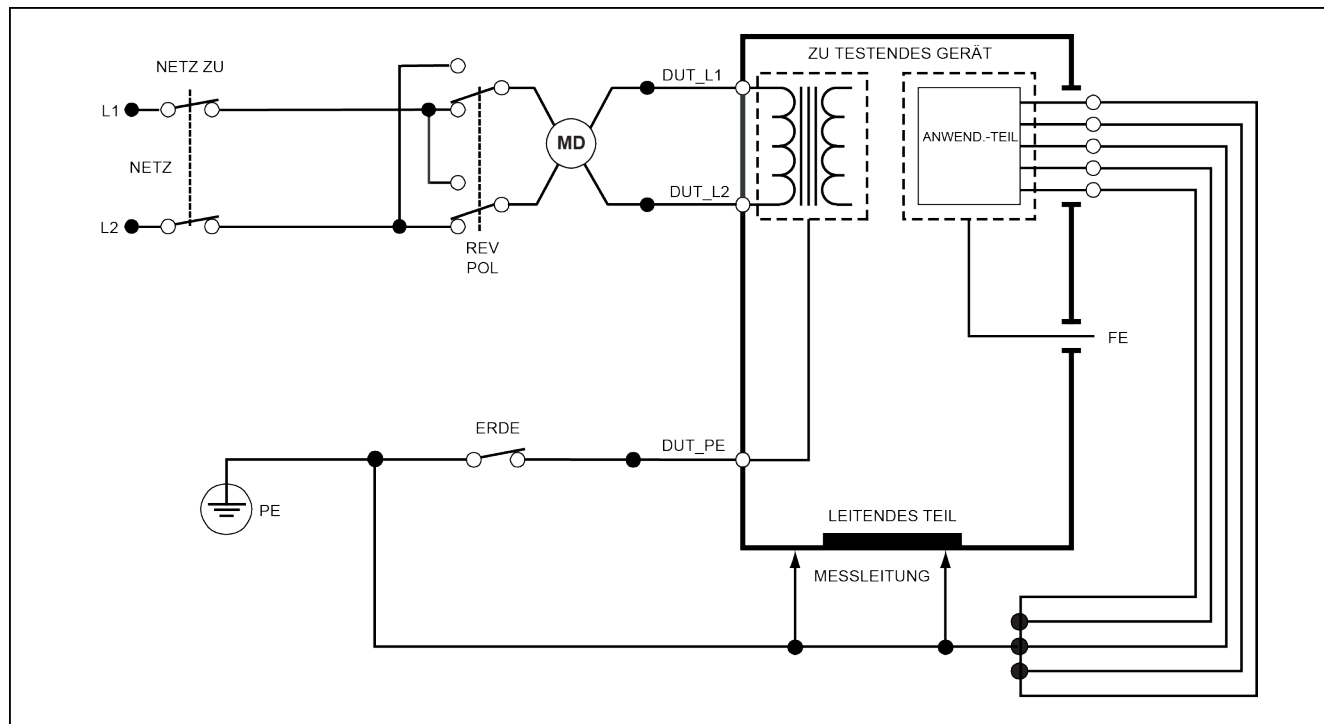 NETZ ZU
L1
NETZ
L2
REV
POL
MD
DUT_L1
DUT_L2
ZU TESTENDES GERÄT
ANWEND.-TEIL
FE
ERDE
DUT_PE
PE
LEITENDES TEIL
MESSLEITUNG